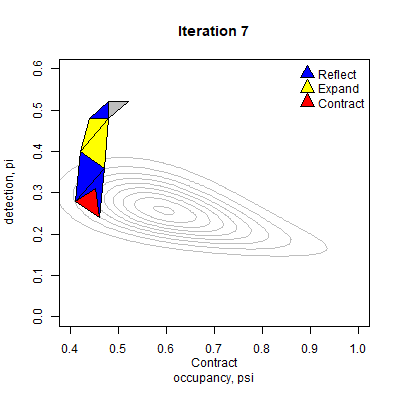 Iteration 7
Reflect
Expand
Contract
detection, pi
0.6
0.5
0.4
0.3
0.2
0.1
0.0
0.4 0.5 0.6 0.7 0.8 0.9 1.0
Contract
occupancy, psi